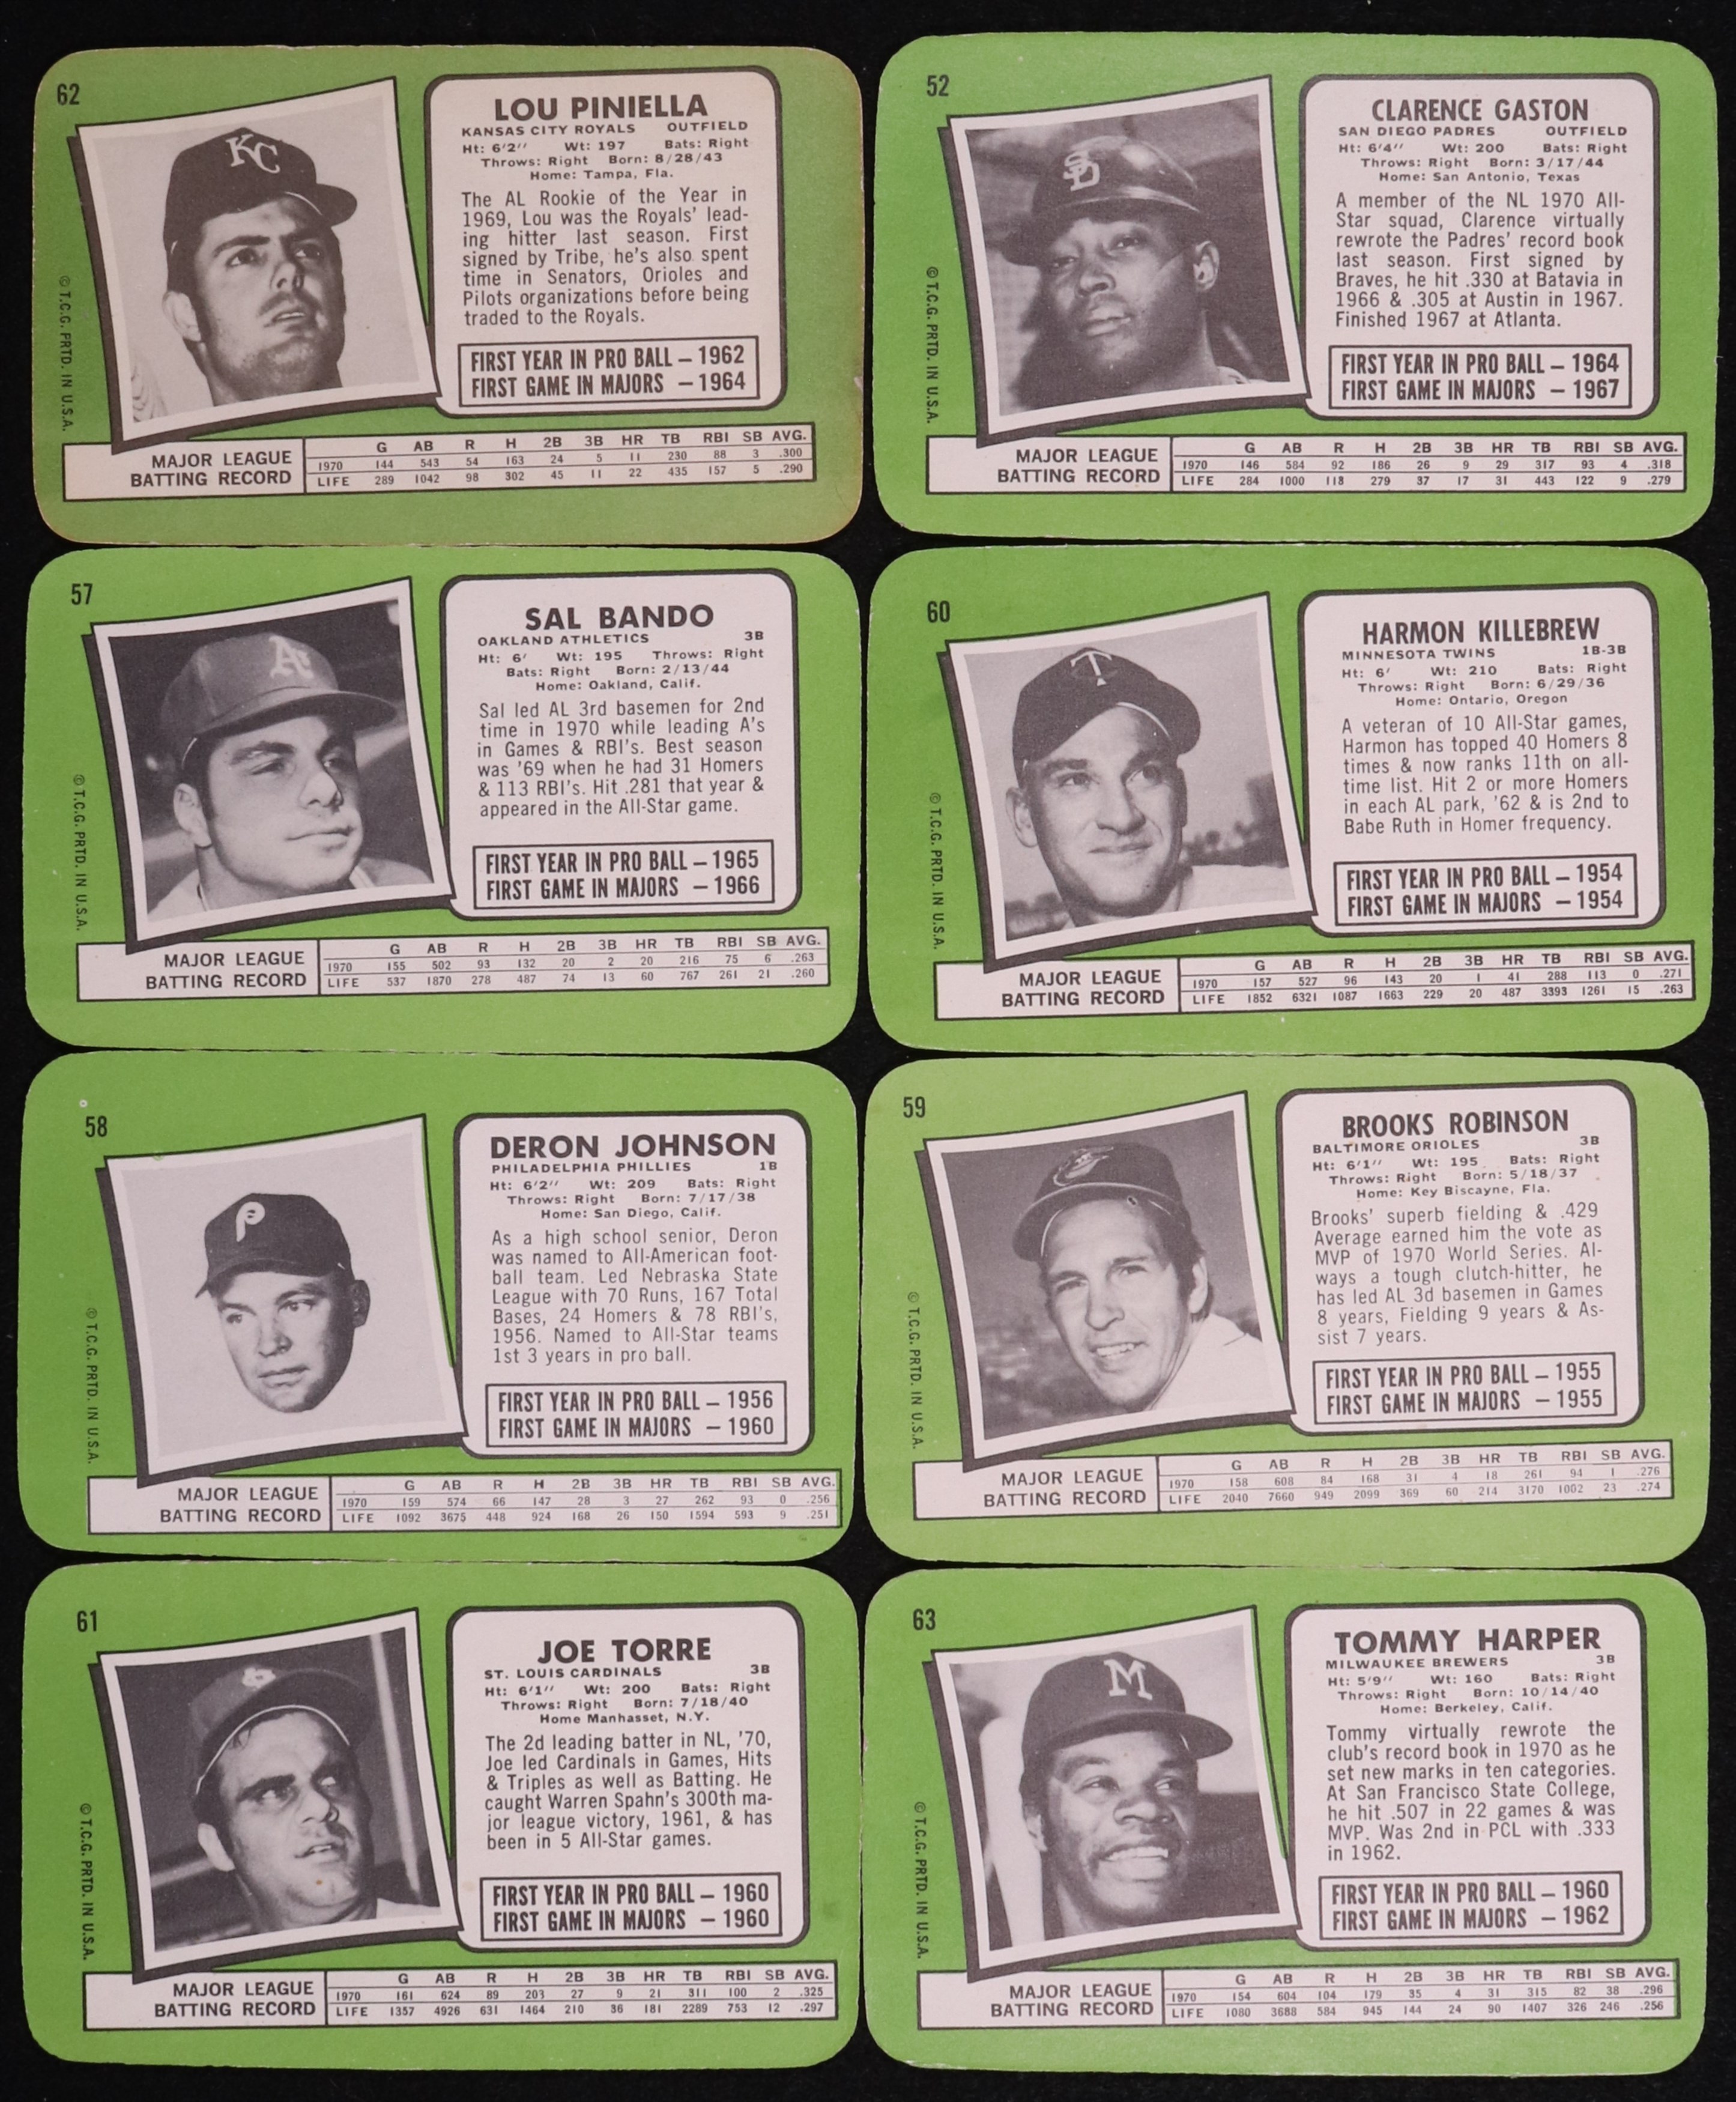 62
LOU PINIELLA
KANSAS CITY ROYALS OUTFIELD
Ht: 6'2" Wt: 197 Bats: Right
Throws: Right Born: 8/28/43
Home: Tampa, Fla.
The AL Rookie of the Year in
1969, Lou was the Royals' lead-
ing hitter last season. First
signed by Tribe, he's also spent
time in Senators, Orioles and
Pilots organizations before being
traded to the Royals.
FIRST YEAR IN PRO BALL – 1962
FIRST GAME IN MAJORS – 1964
© T.C.G. PRTD. IN U.S.A.
MAJOR LEAGUE
BATTING RECORD
G AB R H 2B 3B HR TB RBI SB AVG.
1970 144 543 54 163 24 5 11 230 88 3 .300
LIFE 289 1042 98 302 45 11 22 435 157 5 .290
KC
52
CLARENCE GASTON
SAN DIEGO PADRES OUTFIELD
Ht: 6'4" Wt: 200 Bats: Right
Throws: Right Born: 3/17/44
Home: San Antonio, Texas
A member of the NL 1970 All-
Star squad, Clarence virtually
rewrote the Padres' record book
last season. First signed by
Braves, he hit .330 at Batavia in
1966 & .305 at Austin in 1967.
Finished 1967 at Atlanta.
FIRST YEAR IN PRO BALL – 1964
FIRST GAME IN MAJORS – 1967
© T.C.G. PRTD. IN U.S.A.
MAJOR LEAGUE
BATTING RECORD
G AB R H 2B 3B HR TB RBI SB AVG.
1970 146 584 92 186 26 9 29 317 93 4 .318
LIFE 284 1000 118 279 37 17 31 443 122 9 .279
SD
57
SAL BANDO
OAKLAND ATHLETICS 3B
Ht: 6' Wt: 195 Throws: Right
Bats: Right Born: 2/13/44
Home: Oakland, Calif.
Sal led AL 3rd basemen for 2nd
time in 1970 while leading A's
in Games & RBI's. Best season
was '69 when he had 31 Homers
& 113 RBI's. Hit .281 that year &
appeared in the All-Star game.
FIRST YEAR IN PRO BALL – 1965
FIRST GAME IN MAJORS – 1966
© T.C.G. PRTD. IN U.S.A.
MAJOR LEAGUE
BATTING RECORD
G AB R H 2B 3B HR TB RBI SB AVG.
1970 155 502 93 132 20 2 20 216 75 6 .263
LIFE 537 1870 278 487 74 13 60 767 261 21 .260
A's
60
HARMON KILLEBREW
MINNESOTA TWINS 1B-3B
Ht: 6' Wt: 210 Bats: Right
Throws: Right Born: 6/29/36
Home: Ontario, Oregon
A veteran of 10 All-Star games,
Harmon has topped 40 Homers 8
times & now ranks 11th on all-
time list. Hit 2 or more Homers
in each AL park, '62 & is 2nd to
Babe Ruth in Homer frequency.
FIRST YEAR IN PRO BALL – 1954
FIRST GAME IN MAJORS – 1954
© T.C.G. PRTD. IN U.S.A.
MAJOR LEAGUE
BATTING RECORD
G AB R H 2B 3B HR TB RBI SB AVG.
1970 157 527 96 143 20 1 41 288 113 0 .271
LIFE 1852 6321 1087 1663 229 20 487 3393 1261 15 .263
T
58
DERON JOHNSON
PHILADELPHIA PHILLIES 1B
Ht: 6'2" Wt: 209 Bats: Right
Throws: Right Born: 7/17/38
Home: San Diego, Calif.
As a high school senior, Deron
was named to All-American foot-
ball team. Led Nebraska State
League with 70 Runs, 167 Total
Bases, 24 Homers & 78 RBI's,
1956. Named to All-Star teams
1st 3 years in pro ball.
FIRST YEAR IN PRO BALL – 1956
FIRST GAME IN MAJORS – 1960
© T.C.G. PRTD. IN U.S.A.
MAJOR LEAGUE
BATTING RECORD
G AB R H 2B 3B HR TB RBI SB AVG.
1970 159 574 66 147 28 3 27 262 93 0 .256
LIFE 1092 3675 448 924 168 26 150 1594 593 9 .251
P
59
BROOKS ROBINSON
BALTIMORE ORIOLES 3B
Ht: 6'1" Wt: 195 Bats: Right
Throws: Right Born: 5/18/37
Home: Key Biscayne, Fla.
Brooks' superb fielding & .429
Average earned him the vote as
MVP of 1970 World Series. Al-
ways a tough clutch-hitter, he
has led AL 3d basemen in Games
8 years, Fielding 9 years & As-
sist 7 years.
FIRST YEAR IN PRO BALL – 1955
FIRST GAME IN MAJORS – 1955
© T.C.G. PRTD. IN U.S.A.
MAJOR LEAGUE
BATTING RECORD
G AB R H 2B 3B HR TB RBI SB AVG.
1970 158 608 84 168 31 4 18 261 94 1 .276
LIFE 2040 7660 949 2099 369 60 214 3170 1002 23 .274
61
JOE TORRE
ST. LOUIS CARDINALS 3B
Ht: 6'1" Wt: 200 Bats: Right
Throws: Right Born: 7/18/40
Home Manhasset, N.Y.
The 2d leading batter in NL, '70,
Joe led Cardinals in Games, Hits
& Triples as well as Batting. He
caught Warren Spahn's 300th ma-
jor league victory, 1961, & has
been in 5 All-Star games.
FIRST YEAR IN PRO BALL – 1960
FIRST GAME IN MAJORS – 1960
© T.C.G. PRTD. IN U.S.A.
MAJOR LEAGUE
BATTING RECORD
G AB R H 2B 3B HR TB RBI SB AVG.
1970 161 624 89 203 27 9 21 311 100 2 .325
LIFE 1357 4926 631 1464 210 36 181 2289 753 12 .297
63
TOMMY HARPER
MILWAUKEE BREWERS 3B
Ht: 5'9" Wt: 160 Bats: Right
Throws: Right Born: 10/14/40
Home: Berkeley, Calif.
Tommy virtually rewrote the
club's record book in 1970 as he
set new marks in ten categories.
At San Francisco State College,
he hit .507 in 22 games & was
MVP. Was 2nd in PCL with .333
in 1962.
FIRST YEAR IN PRO BALL – 1960
FIRST GAME IN MAJORS – 1962
© T.C.G. PRTD. IN U.S.A.
MAJOR LEAGUE
BATTING RECORD
G AB R H 2B 3B HR TB RBI SB AVG.
1970 154 604 104 179 35 4 31 315 82 38 .296
LIFE 1080 3688 584 945 144 24 90 1407 326 246 .256
M